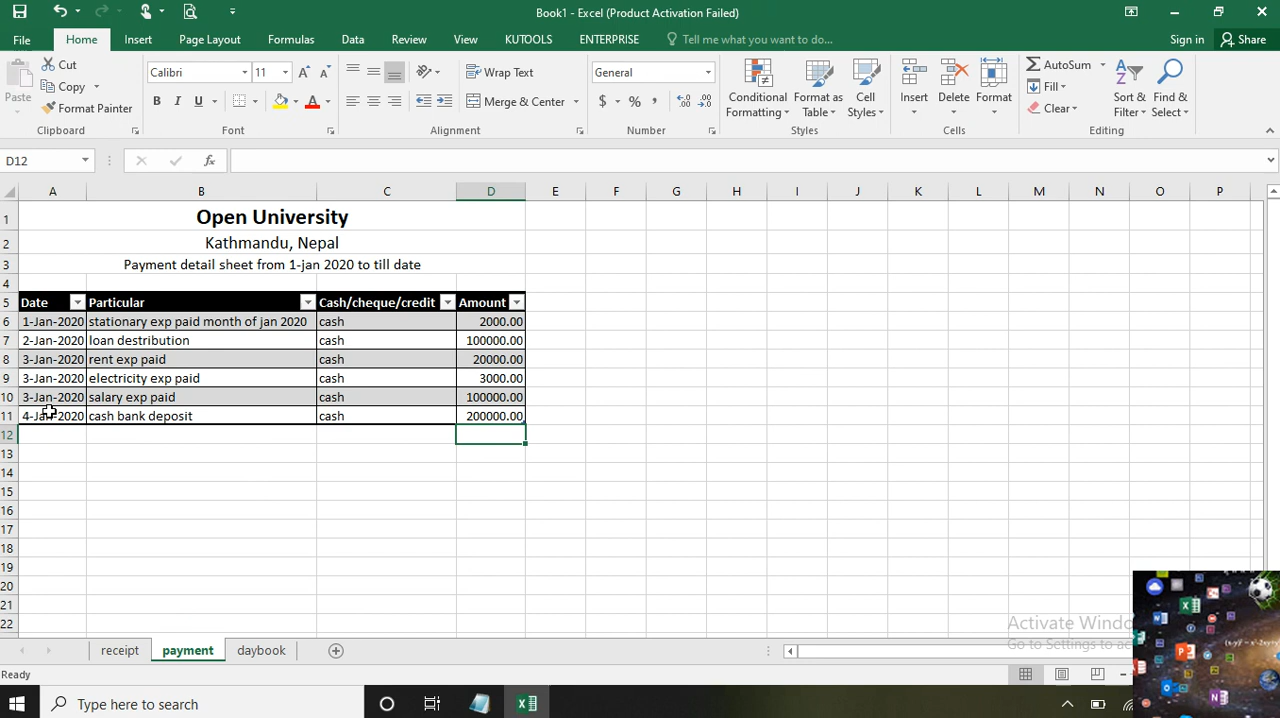 Book1 - Excel (Product Activation Failed)
File Home Insert Page Layout Formulas Data Review View KUTOOLS ENTERPRISE Tell me what you want to do... Sign in Share
Paste Cut Copy Format Painter Clipboard
Calibri 11 B I U A Font
Wrap Text Merge & Center Alignment
General $ % , Number
Conditional Formatting Format as Table Cell Styles Styles
Insert Delete Format Cells
AutoSum Fill Clear Sort & Filter Find & Select Editing
D12 fx
A B C D E F G H I J K L M N O P
1 Open University
2 Kathmandu, Nepal
3 Payment detail sheet from 1-jan 2020 to till date
4
5 Date Particular Cash/cheque/credit Amount
6 1-Jan-2020 stationary exp paid month of jan 2020 cash 2000.00
7 2-Jan-2020 loan destribution cash 100000.00
8 3-Jan-2020 rent exp paid cash 20000.00
9 3-Jan-2020 electricity exp paid cash 3000.00
10 3-Jan-2020 salary exp paid cash 100000.00
11 4-Jan-2020 cash bank deposit cash 200000.00
12
13
14
15
16
17
18
19
20
21
22
Activate Windo
Go to Settings to ac
receipt payment daybook
Ready
Type here to search